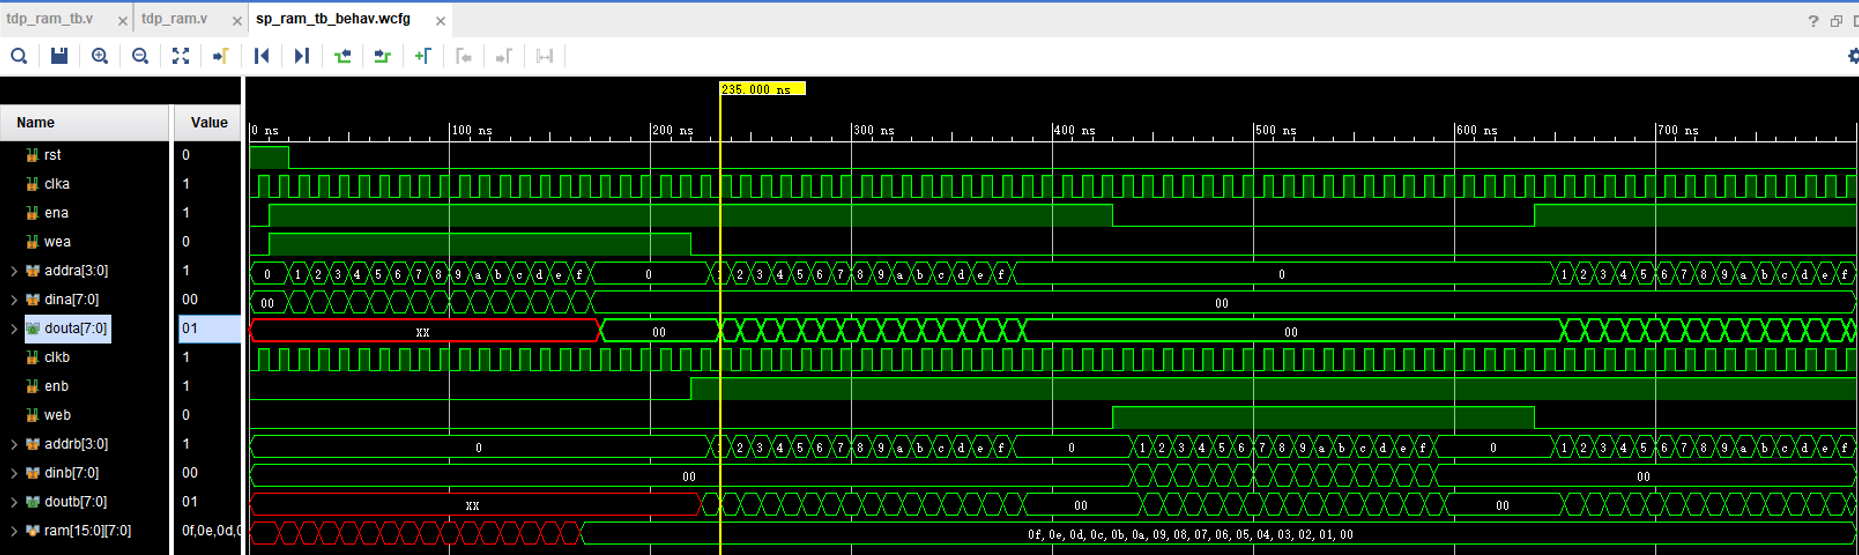 tdp_ram_tb.v × tdp_ram.v × sp_ram_tb_behav.wcfg × ?
235.000 ns
Name Value
0 ns 100 ns 200 ns 300 ns 400 ns 500 ns 600 ns 700 ns
rst 0
clka 1
ena 1
wea 0
addra[3:0] 1 0 1 2 3 4 5 6 7 8 9 a b c d e f 0 1 2 3 4 5 6 7 8 9 a b c d e f 0 1 2 3 4 5 6 7 8 9 a b c d e f
dina[7:0] 00 00 00
douta[7:0] 01 XX 00 00
clkb 1
enb 1
web 0
addrb[3:0] 1 0 1 2 3 4 5 6 7 8 9 a b c d e f 0 1 2 3 4 5 6 7 8 9 a b c d e f 0 1 2 3 4 5 6 7 8 9 a b c d e f
dinb[7:0] 00 00 00
doutb[7:0] 01 XX 00 00
ram[15:0][7:0] 0f,0e,0d,0 0f, 0e, 0d, 0c, 0b, 0a, 09, 08, 07, 06, 05, 04, 03, 02, 01, 00